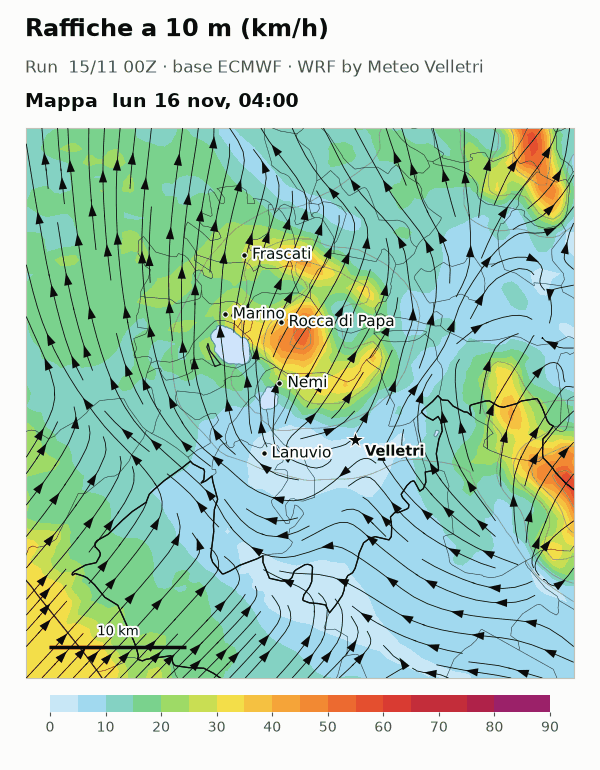 Raffiche a 10 m (km/h)
Run  15/11 00Z · base ECMWF · WRF by Meteo Velletri
Mappa  lun 16 nov, 04:00
Frascati
Marino
Rocca di Papa
Nemi
Velletri
Lanuvio
10 km
0 10 20 30 40 50 60 70 80 90